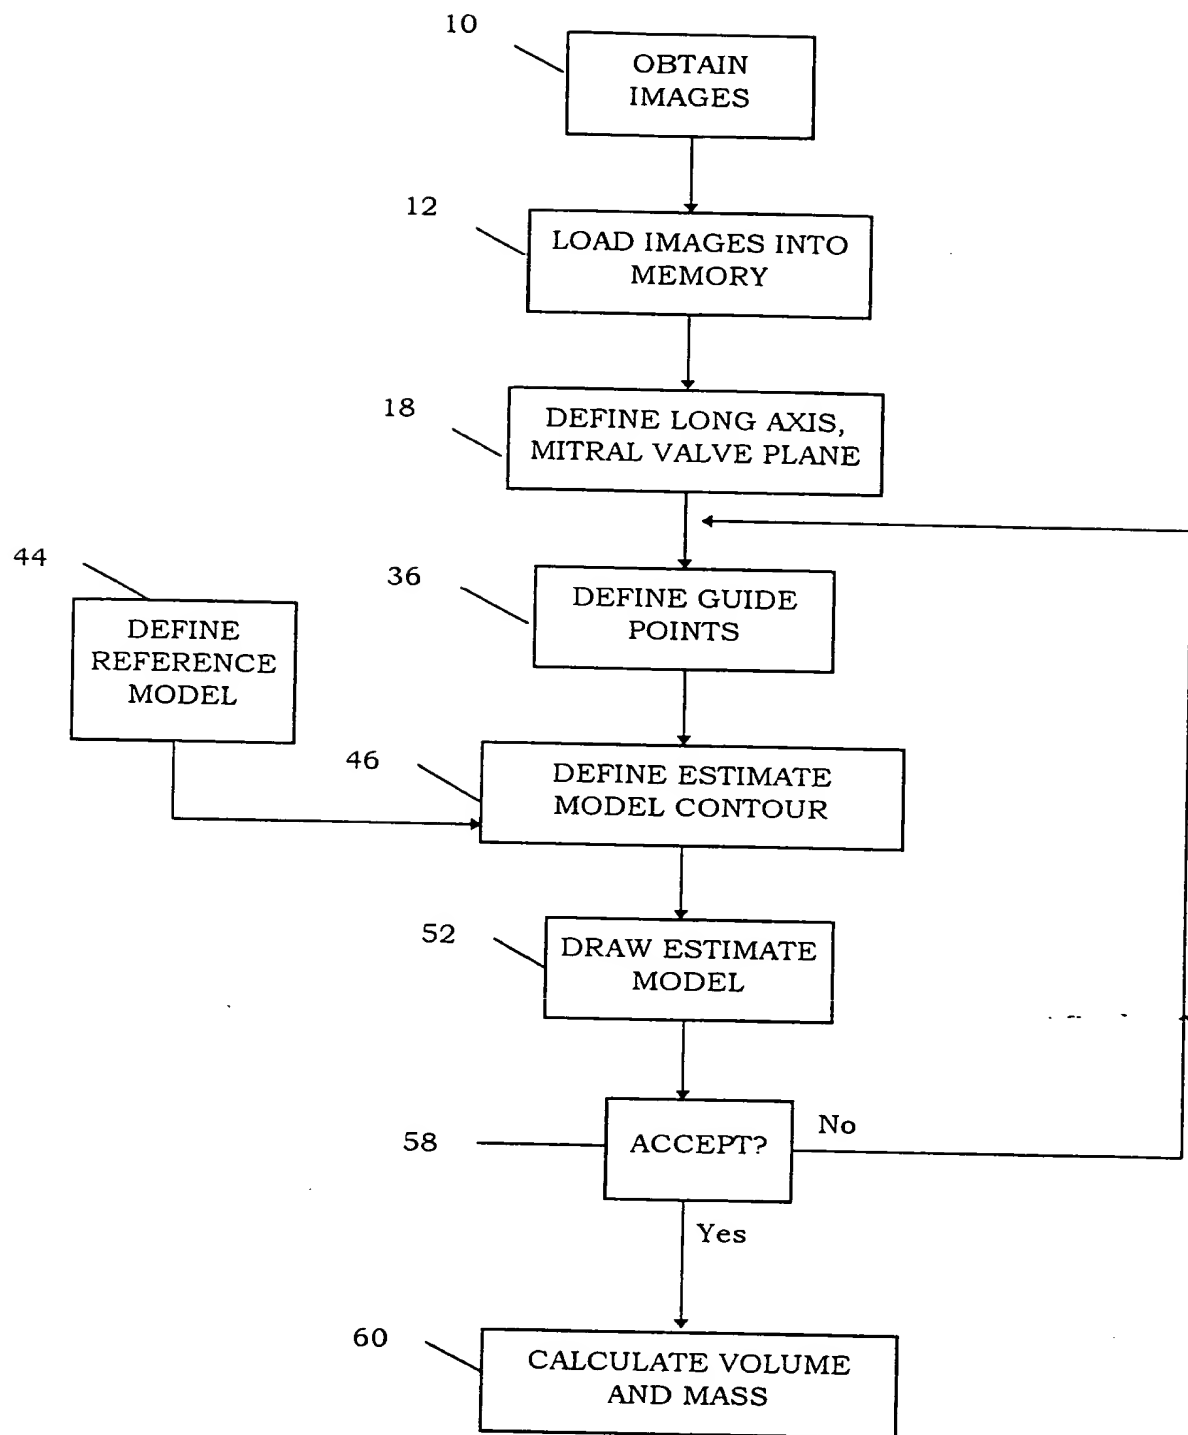 10
OBTAIN
IMAGES
12
LOAD IMAGES INTO
MEMORY
18
DEFINE LONG AXIS,
MITRAL VALVE PLANE
44
DEFINE
REFERENCE
MODEL
36
DEFINE GUIDE
POINTS
46
DEFINE ESTIMATE
MODEL CONTOUR
52
DRAW ESTIMATE
MODEL
58
ACCEPT?
No
Yes
60
CALCULATE VOLUME
AND MASS